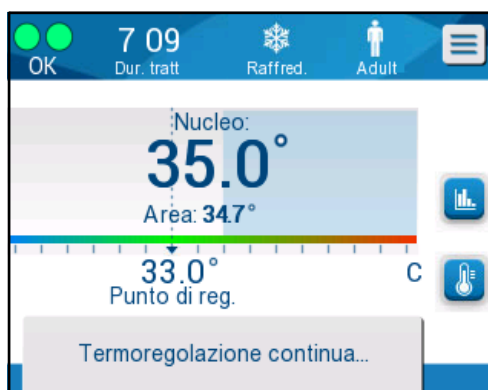 OK
7 09
Dur. tratt
Raffred.
Adult
Nucleo:
35.0°
Area: 34.7°
33.0°
C
Punto di reg.
Termoregolazione continua...